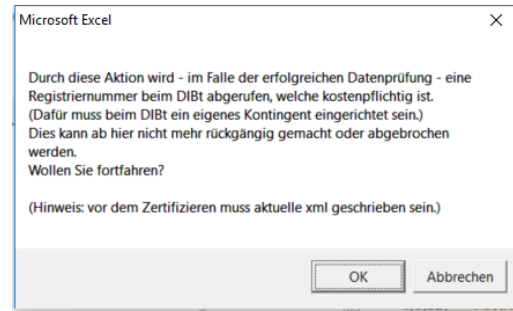 Microsoft Excel
Durch diese Aktion wird - im Falle der erfolgreichen Datenprüfung - eine
Registriernummer beim DIBt abgerufen, welche kostenpflichtig ist.
(Dafür muss beim DIBt ein eigenes Kontingent eingerichtet sein.)
Dies kann ab hier nicht mehr rückgängig gemacht oder abgebrochen
werden.
Wollen Sie fortfahren?
(Hinweis: vor dem Zertifizieren muss aktuelle xml geschrieben sein.)
OK Abbrechen